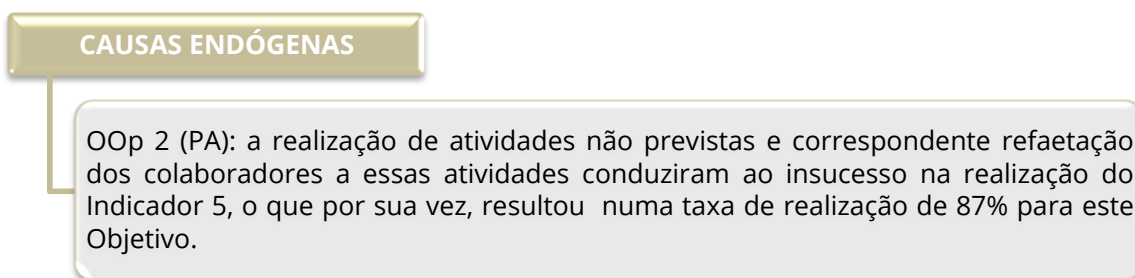 CAUSAS ENDÓGENAS
OOp 2 (PA): a realização de atividades não previstas e correspondente refaetação
dos colaboradores a essas atividades conduziram ao insucesso na realização do
Indicador 5, o que por sua vez, resultou numa taxa de realização de 87% para este
Objetivo.